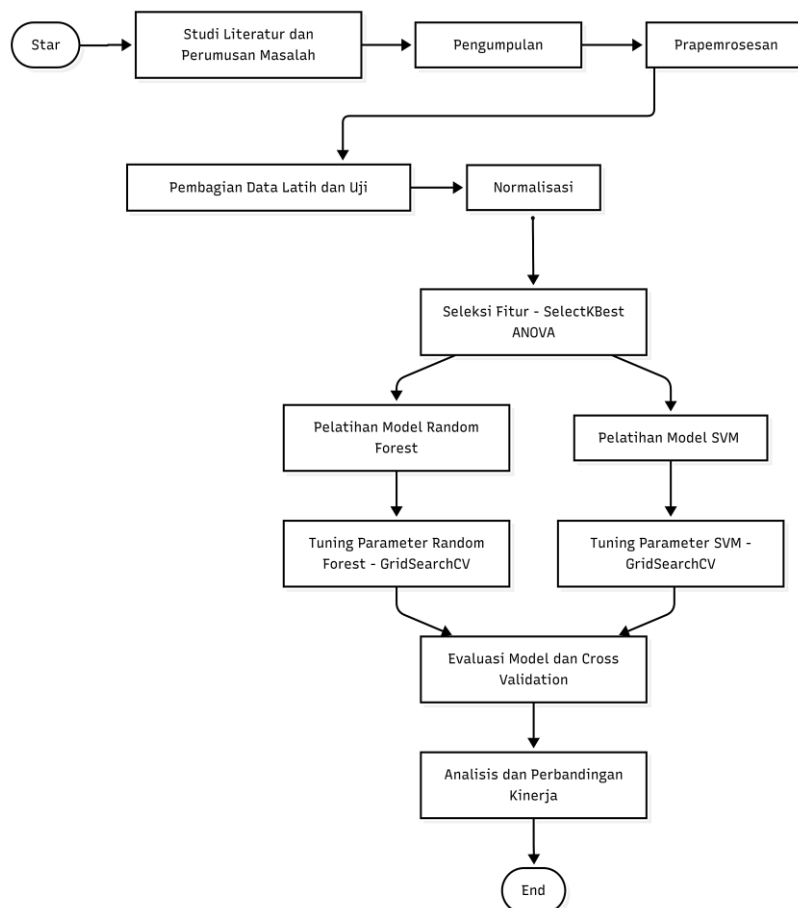 Star
Studi Literatur dan
Perumusan Masalah
Pengumpulan
Prapemrosesan
Pembagian Data Latih dan Uji
Normalisasi
Seleksi Fitur - SelectKBest
ANOVA
Pelatihan Model Random
Forest
Pelatihan Model SVM
Tuning Parameter Random
Forest - GridSearchCV
Tuning Parameter SVM -
GridSearchCV
Evaluasi Model dan Cross
Validation
Analisis dan Perbandingan
Kinerja
End